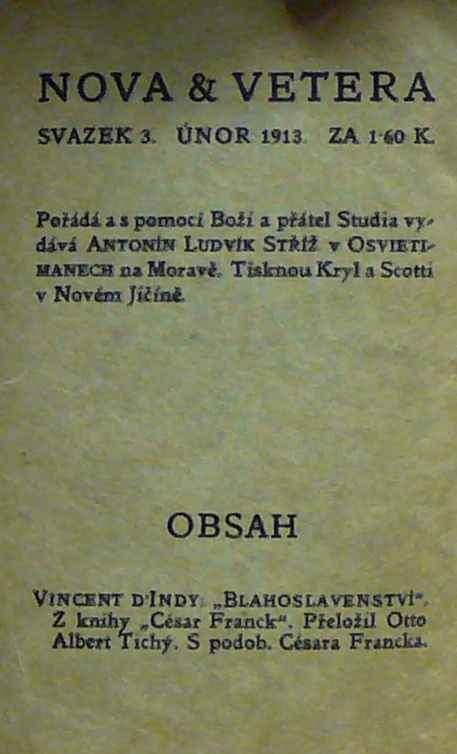 NOVA & VETERA
SVAZEK 3. ÚNOR 1913. ZA 1·60 K.
Pořádá a s pomocí Boží a přátel Studia vy-
dává ANTONÍN LUDVÍK STŘÍŽ v OSVIETI-
MANECH na Moravě. Tisknou Kryl a Scotti
v Novém Jičíně.
OBSAH
VINCENT D'INDY: „BLAHOSLAVENSTVÍ“.
Z knihy „César Franck“. Přeložil Otto
Albert Tichý. S podob. Césara Francka.